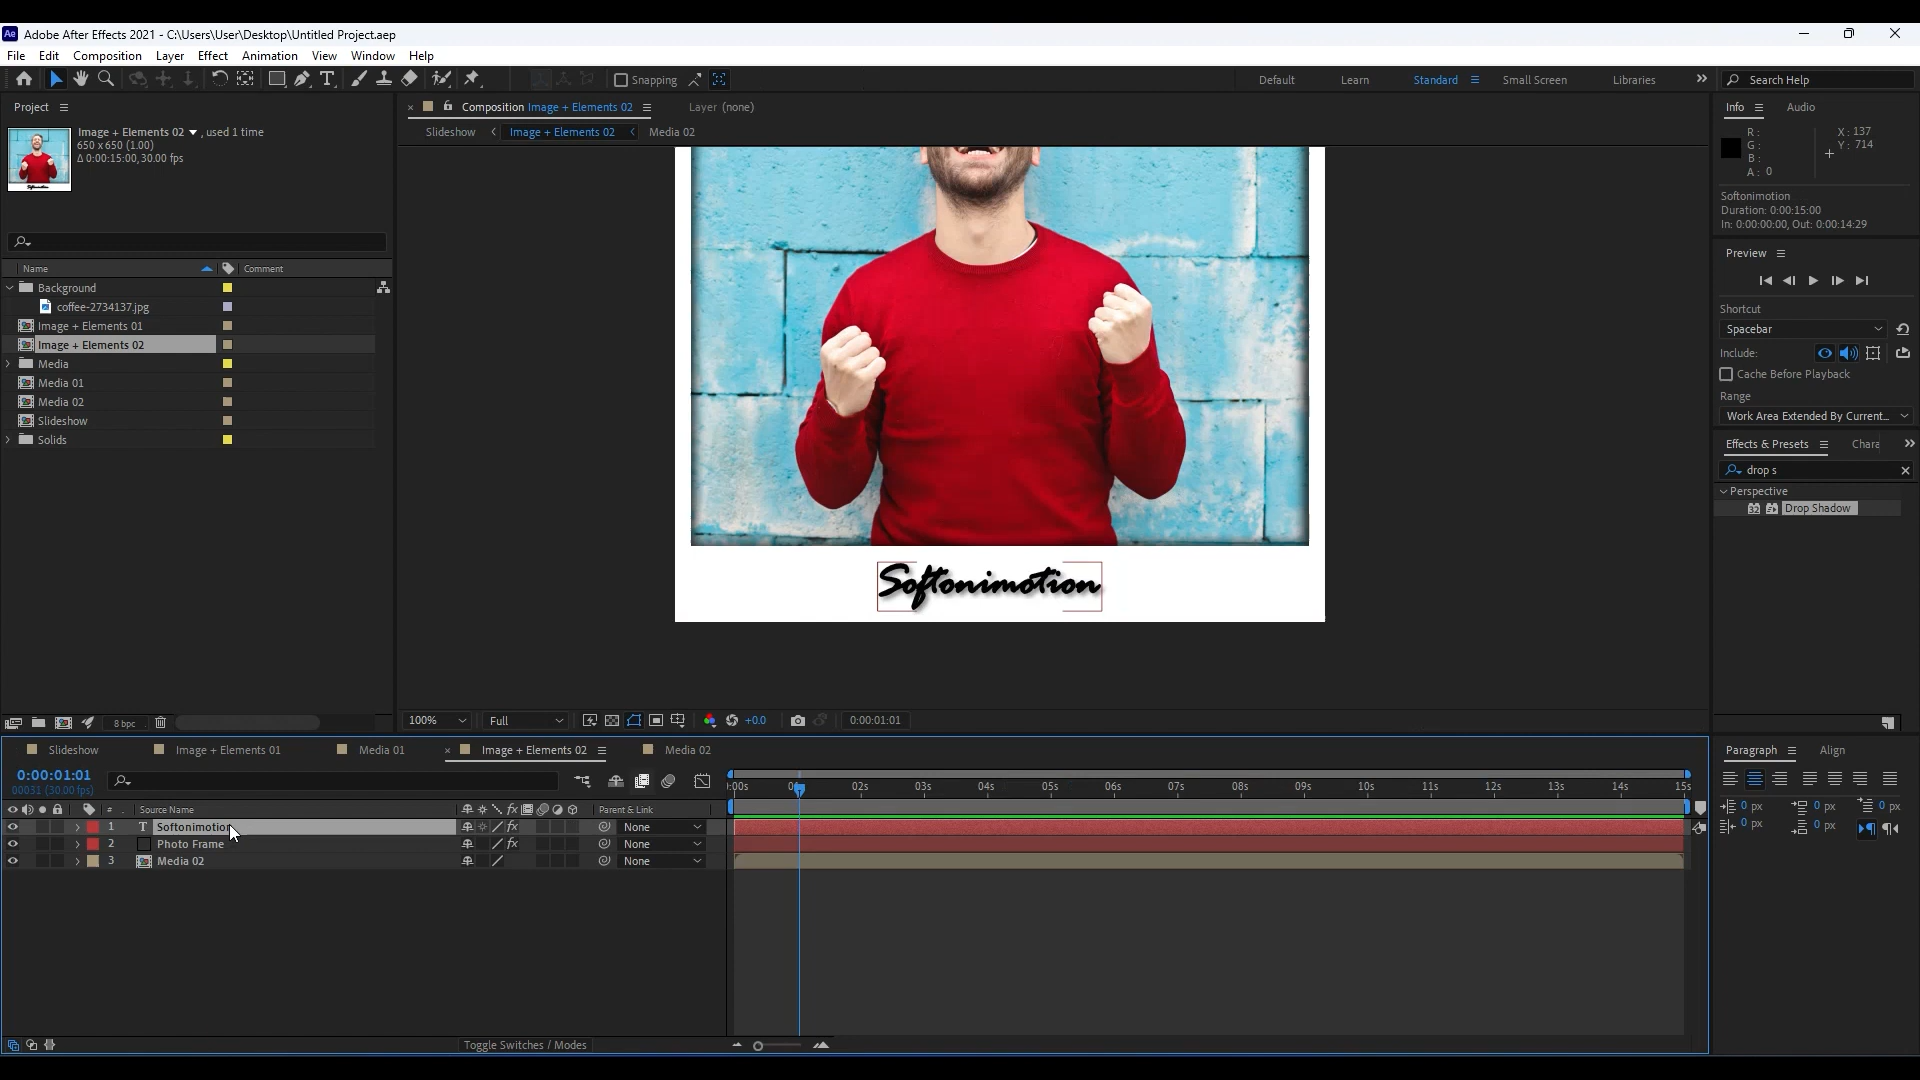 Ae Adobe After Effects 2021 - C:\Users\User\Desktop\Untitled Project.aep
File Edit Composition Layer Effect Animation View Window Help
Snapping Default Learn Standard Small Screen Libraries Search Help
Project
Image + Elements 02 , used 1 time
650 x 650 (1.00)
Δ 0:00:15:00, 30.00 fps
Name Comment
Background
coffee-2734137.jpg
Image + Elements 01
Image + Elements 02
Media
Media 01
Media 02
Slideshow
Solids
8 bpc
Composition Image + Elements 02 Layer (none)
Slideshow Image + Elements 02 Media 02
Softonimotion
100% Full +0.0 0:00:01:01
Info Audio
R: X: 137
G: Y: 714
B:
A: 0
Softonimotion
Duration: 0:00:15:00
In: 0:00:00:00, Out: 0:00:14:29
Preview
Shortcut
Spacebar
Include:
Cache Before Playback
Range
Work Area Extended By Current...
Effects & Presets Chara
drop s
Perspective
32 Drop Shadow
Slideshow Image + Elements 01 Media 01 Image + Elements 02 Media 02
0:00:01:01
00031 (30.00 fps)
:00s 02s 03s 04s 05s 06s 07s 08s 09s 10s 11s 12s 13s 14s 15s
# Source Name fx Parent & Link
1 T Softonimotion fx None
2 Photo Frame fx None
3 Media 02 None
Toggle Switches / Modes
Paragraph Align
0 px 0 px 0 px
0 px 0 px